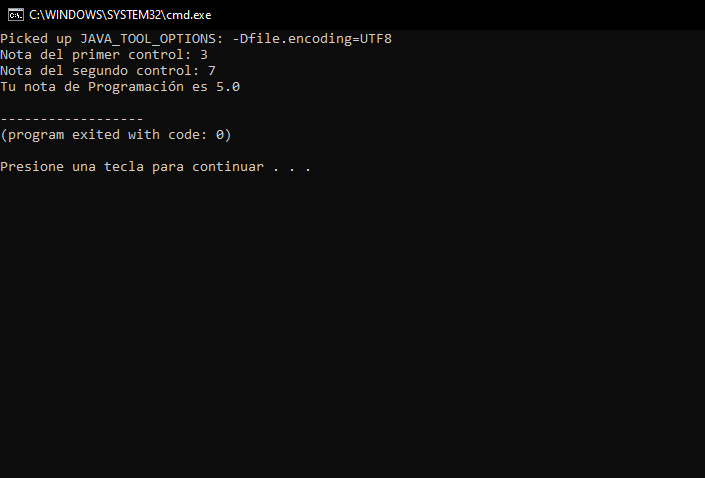 C:\WINDOWS\SYSTEM32\cmd.exe
Picked up JAVA_TOOL_OPTIONS: -Dfile.encoding=UTF8
Nota del primer control: 3
Nota del segundo control: 7
Tu nota de Programación es 5.0
------------------
(program exited with code: 0)
Presione una tecla para continuar . . .